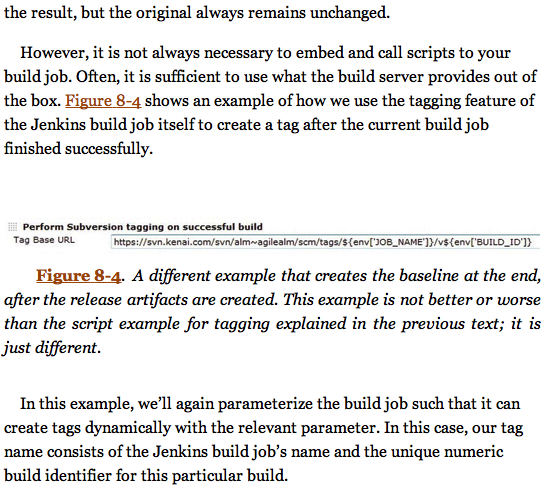 the result, but the original always remains unchanged.
However, it is not always necessary to embed and call scripts to your
build job. Often, it is sufficient to use what the build server provides out of
the box. Figure 8-4 shows an example of how we use the tagging feature of
the Jenkins build job itself to create a tag after the current build job
finished successfully.
Perform Subversion tagging on successful build
Tag Base URL https://svn.kenai.com/svn/alm~agilealm/scm/tags/${env['JOB_NAME']}/v${env['BUILD_ID']}
Figure 8-4. A different example that creates the baseline at the end,
after the release artifacts are created. This example is not better or worse
than the script example for tagging explained in the previous text; it is
just different.
In this example, we’ll again parameterize the build job such that it can
create tags dynamically with the relevant parameter. In this case, our tag
name consists of the Jenkins build job’s name and the unique numeric
build identifier for this particular build.